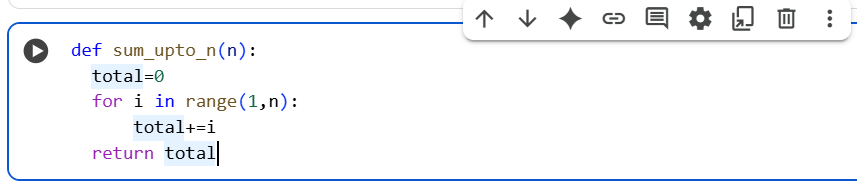 def sum_upto_n(n):
  total=0
  for i in range(1,n):
      total+=i
  return total